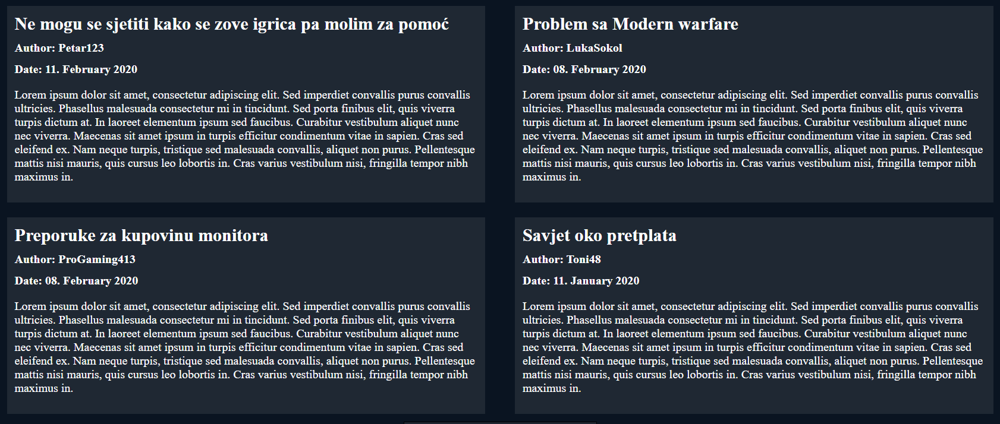 Ne mogu se sjetiti kako se zove igrica pa molim za pomoć
Author: Petar123
Date: 11. February 2020
Lorem ipsum dolor sit amet, consectetur adipiscing elit. Sed imperdiet convallis purus convallis
ultricies. Phasellus malesuada consectetur mi in tincidunt. Sed porta finibus elit, quis viverra
turpis dictum at. In laoreet elementum ipsum sed faucibus. Curabitur vestibulum aliquet nunc
nec viverra. Maecenas sit amet ipsum in turpis efficitur condimentum vitae in sapien. Cras sed
eleifend ex. Nam neque turpis, tristique sed malesuada convallis, aliquet non purus. Pellentesque
mattis nisi mauris, quis cursus leo lobortis in. Cras varius vestibulum nisi, fringilla tempor nibh
maximus in.
Problem sa Modern warfare
Author: LukaSokol
Date: 08. February 2020
Lorem ipsum dolor sit amet, consectetur adipiscing elit. Sed imperdiet convallis purus convallis
ultricies. Phasellus malesuada consectetur mi in tincidunt. Sed porta finibus elit, quis viverra
turpis dictum at. In laoreet elementum ipsum sed faucibus. Curabitur vestibulum aliquet nunc
nec viverra. Maecenas sit amet ipsum in turpis efficitur condimentum vitae in sapien. Cras sed
eleifend ex. Nam neque turpis, tristique sed malesuada convallis, aliquet non purus. Pellentesque
mattis nisi mauris, quis cursus leo lobortis in. Cras varius vestibulum nisi, fringilla tempor nibh
maximus in.
Preporuke za kupovinu monitora
Author: ProGaming413
Date: 08. February 2020
Lorem ipsum dolor sit amet, consectetur adipiscing elit. Sed imperdiet convallis purus convallis
ultricies. Phasellus malesuada consectetur mi in tincidunt. Sed porta finibus elit, quis viverra
turpis dictum at. In laoreet elementum ipsum sed faucibus. Curabitur vestibulum aliquet nunc
nec viverra. Maecenas sit amet ipsum in turpis efficitur condimentum vitae in sapien. Cras sed
eleifend ex. Nam neque turpis, tristique sed malesuada convallis, aliquet non purus. Pellentesque
mattis nisi mauris, quis cursus leo lobortis in. Cras varius vestibulum nisi, fringilla tempor nibh
maximus in.
Savjet oko pretplata
Author: Toni48
Date: 11. January 2020
Lorem ipsum dolor sit amet, consectetur adipiscing elit. Sed imperdiet convallis purus convallis
ultricies. Phasellus malesuada consectetur mi in tincidunt. Sed porta finibus elit, quis viverra
turpis dictum at. In laoreet elementum ipsum sed faucibus. Curabitur vestibulum aliquet nunc
nec viverra. Maecenas sit amet ipsum in turpis efficitur condimentum vitae in sapien. Cras sed
eleifend ex. Nam neque turpis, tristique sed malesuada convallis, aliquet non purus. Pellentesque
mattis nisi mauris, quis cursus leo lobortis in. Cras varius vestibulum nisi, fringilla tempor nibh
maximus in.